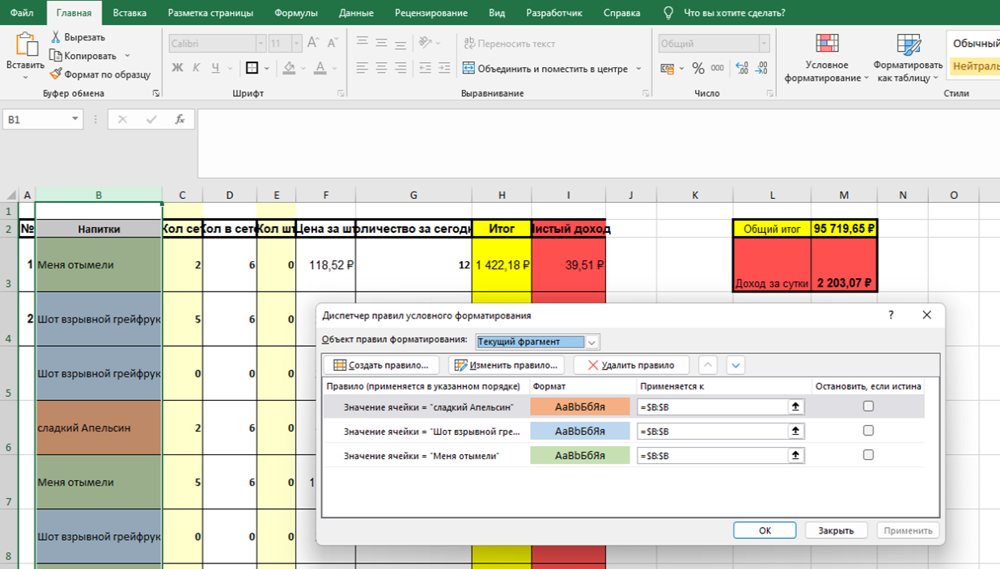 Файл Главная Вставка Разметка страницы Формулы Данные Рецензирование Вид Разработчик Справка Что вы хотите сделать?
Вставить
Вырезать
Копировать
Формат по образцу
Буфер обмена
Calibri 11
Ж К Ч
Шрифт
Переносить текст
Объединить и поместить в центре
Выравнивание
Общий
% 000
Число
Условное форматирование
Форматировать как таблицу
Обычный
Нейтраль
Стили
B1 fx
A B C D E F G H I J K L M N O
1
2 № Напитки Кол сет Кол в сет Кол шт Цена за шт оличество за сегодн Итог Чистый доход Общий итог 95 719,65 ₽
3 1 Меня отымели 2 6 0 118,52 ₽ 12 1 422,18 ₽ 39,51 ₽ Доход за сутки 2 203,07 ₽
4 2 Шот взрывной грейфрук 5 6 0
5 Шот взрывной грейфрук 0 0 0
6 сладкий Апельсин 2 6 0
7 Меня отымели 5 6 0 1
8 Шот взрывной грейфрук 0 0 0
Диспетчер правил условного форматирования ?
Объект правил форматирования: Текущий фрагмент
Создать правило... Изменить правило... Удалить правило
Правило (применяется в указанном порядке) Формат Применяется к Остановить, если истина
Значение ячейки = "сладкий Апельсин" АаВbБбЯя =$B:$B
Значение ячейки = "Шот взрывной гре... АаВbБбЯя =$B:$B
Значение ячейки = "Меня отымели" АаВbБбЯя =$B:$B
ОК Закрыть Применить